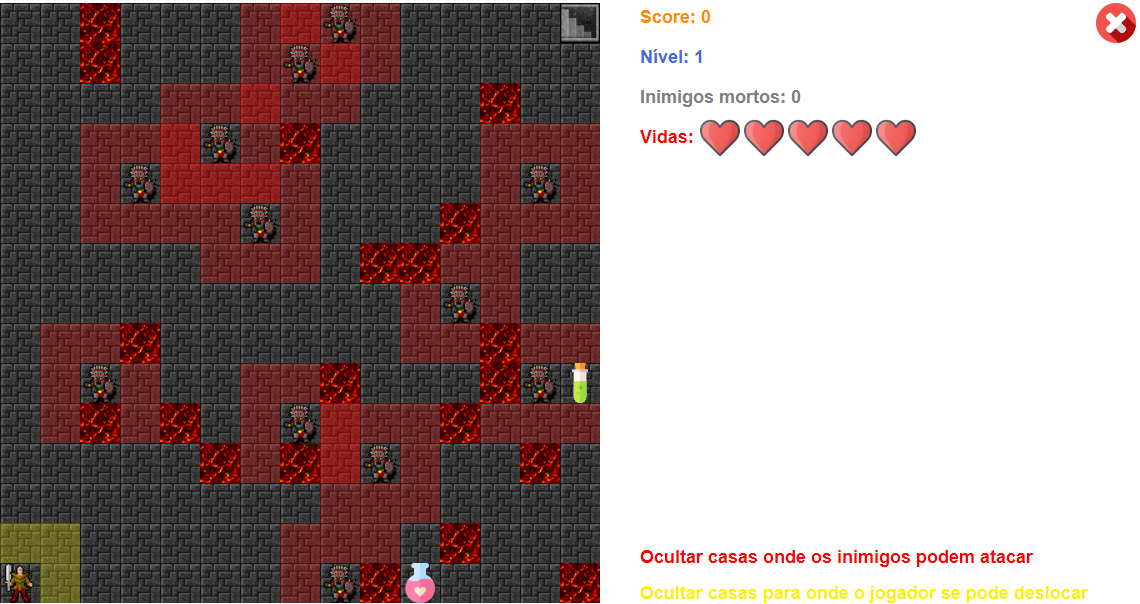 Score: 0
Nível: 1
Inimigos mortos: 0
Vidas:
Ocultar casas onde os inimigos podem atacar
Ocultar casas para onde o jogador se pode deslocar